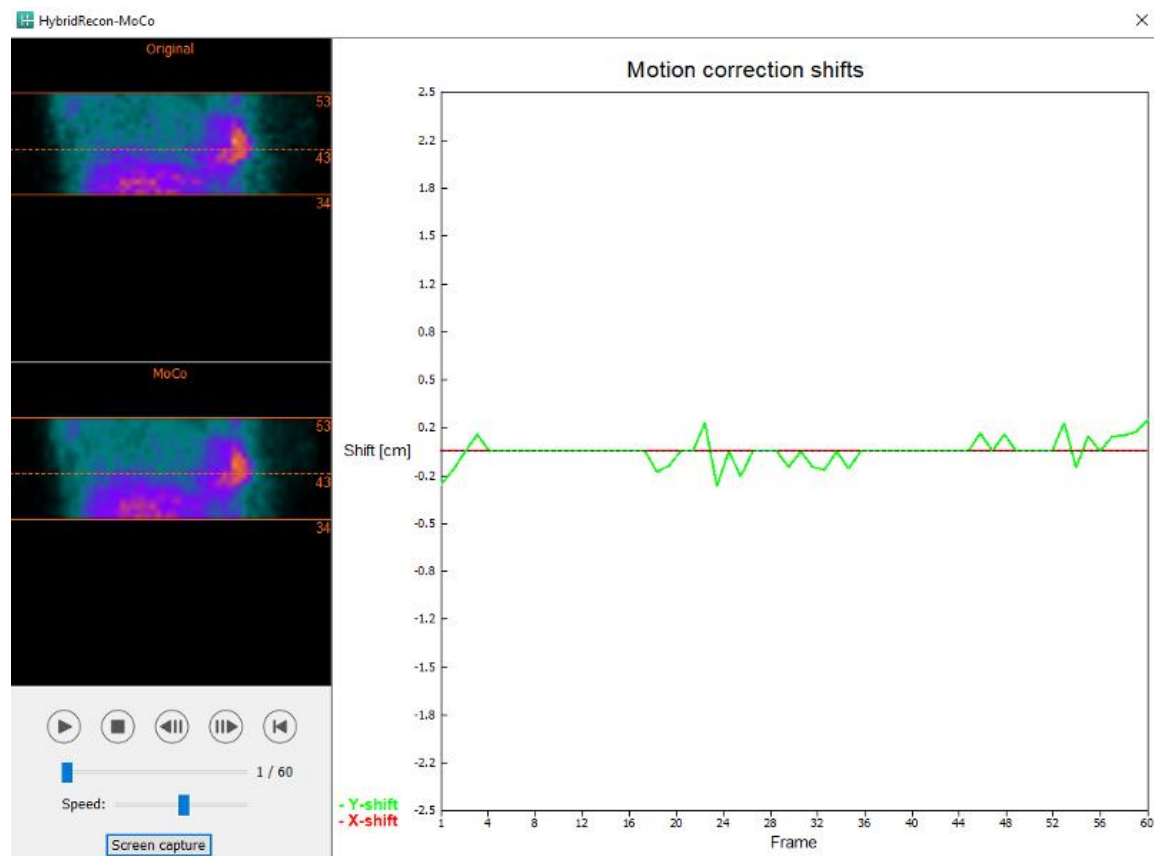 HybridRecon-MoCo
Original
53
43
34
MoCo
53
43
34
1 / 60
Speed:
Screen capture
Motion correction shifts
2.5
2.2
1.8
1.5
1.2
0.8
0.5
0.2
Shift [cm]
-0.2
-0.5
-0.8
-1.2
-1.5
-1.8
-2.2
-2.5
- Y-shift
- X-shift
1 4 8 12 16 20 24 28 32 36 40 44 48 52 56 60
Frame